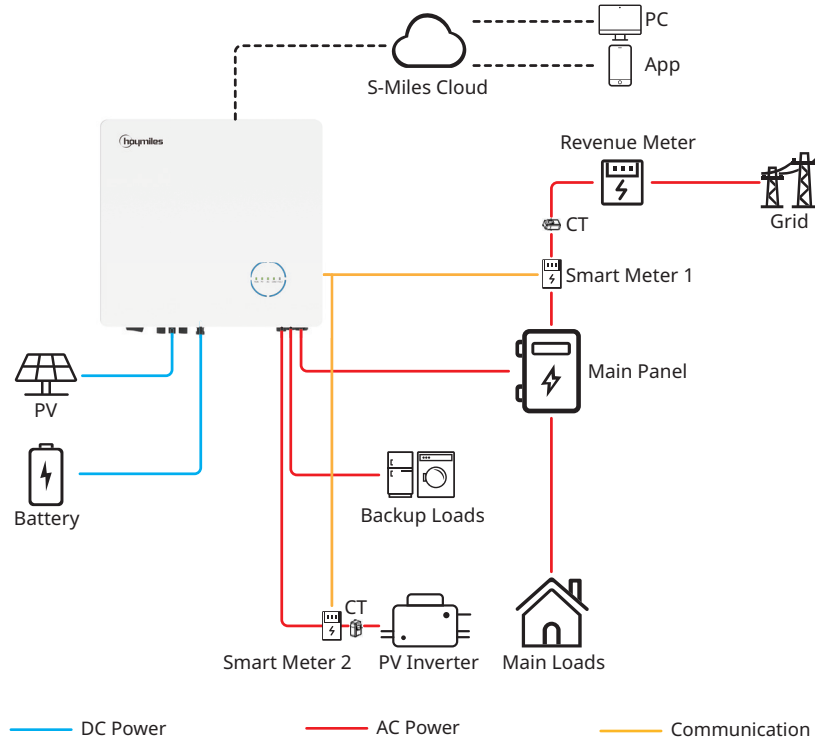 PC
App
S-Miles Cloud
hoymiles
Revenue Meter
Grid
CT
Smart Meter 1
Main Panel
PV
Battery
Backup Loads
CT
Smart Meter 2
PV Inverter
Main Loads
DC Power
AC Power
Communication